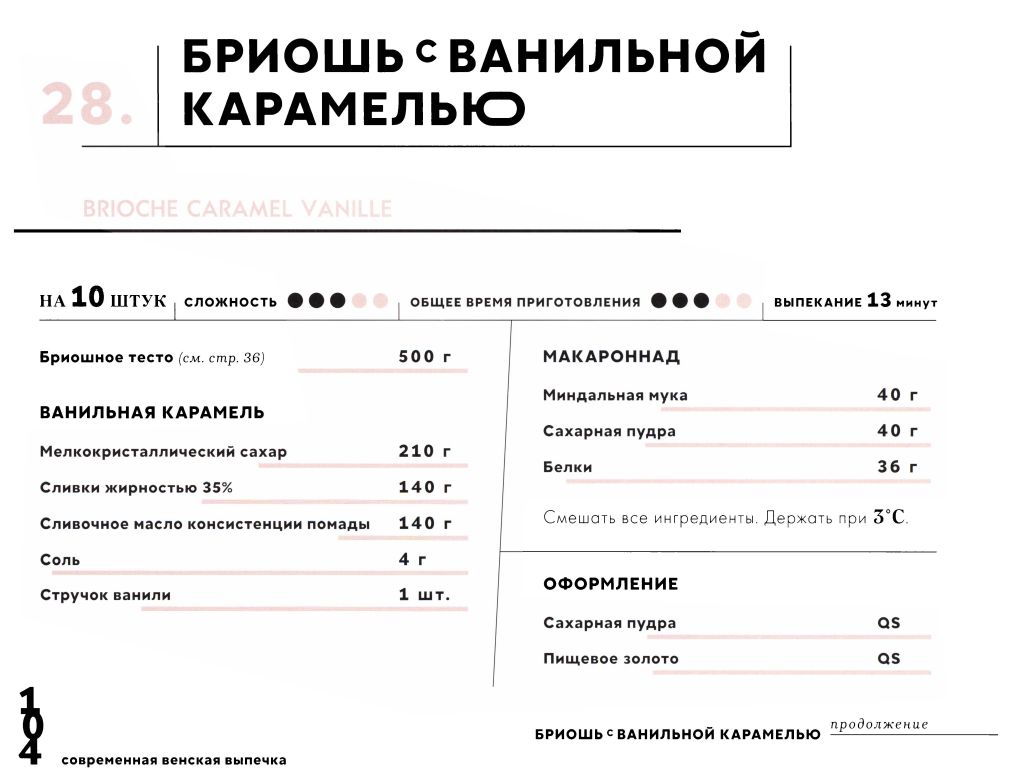 28.
БРИОШЬ С ВАНИЛЬНОЙ
КАРАМЕЛЬЮ
BRIOCHE CARAMEL VANILLE
НА 10 ШТУК СЛОЖНОСТЬ ОБЩЕЕ ВРЕМЯ ПРИГОТОВЛЕНИЯ ВЫПЕКАНИЕ 13 минут
Бриошное тесто (см. стр. 36) 500 г
ВАНИЛЬНАЯ КАРАМЕЛЬ
Мелкокристаллический сахар 210 г
Сливки жирностью 35% 140 г
Сливочное масло консистенции помады 140 г
Соль 4 г
Стручок ванили 1 шт.
МАКАРОННАД
Миндальная мука 40 г
Сахарная пудра 40 г
Белки 36 г
Смешать все ингредиенты. Держать при 3°С.
ОФОРМЛЕНИЕ
Сахарная пудра QS
Пищевое золото QS
104
современная венская выпечка
БРИОШЬ С ВАНИЛЬНОЙ КАРАМЕЛЬЮ продолжение